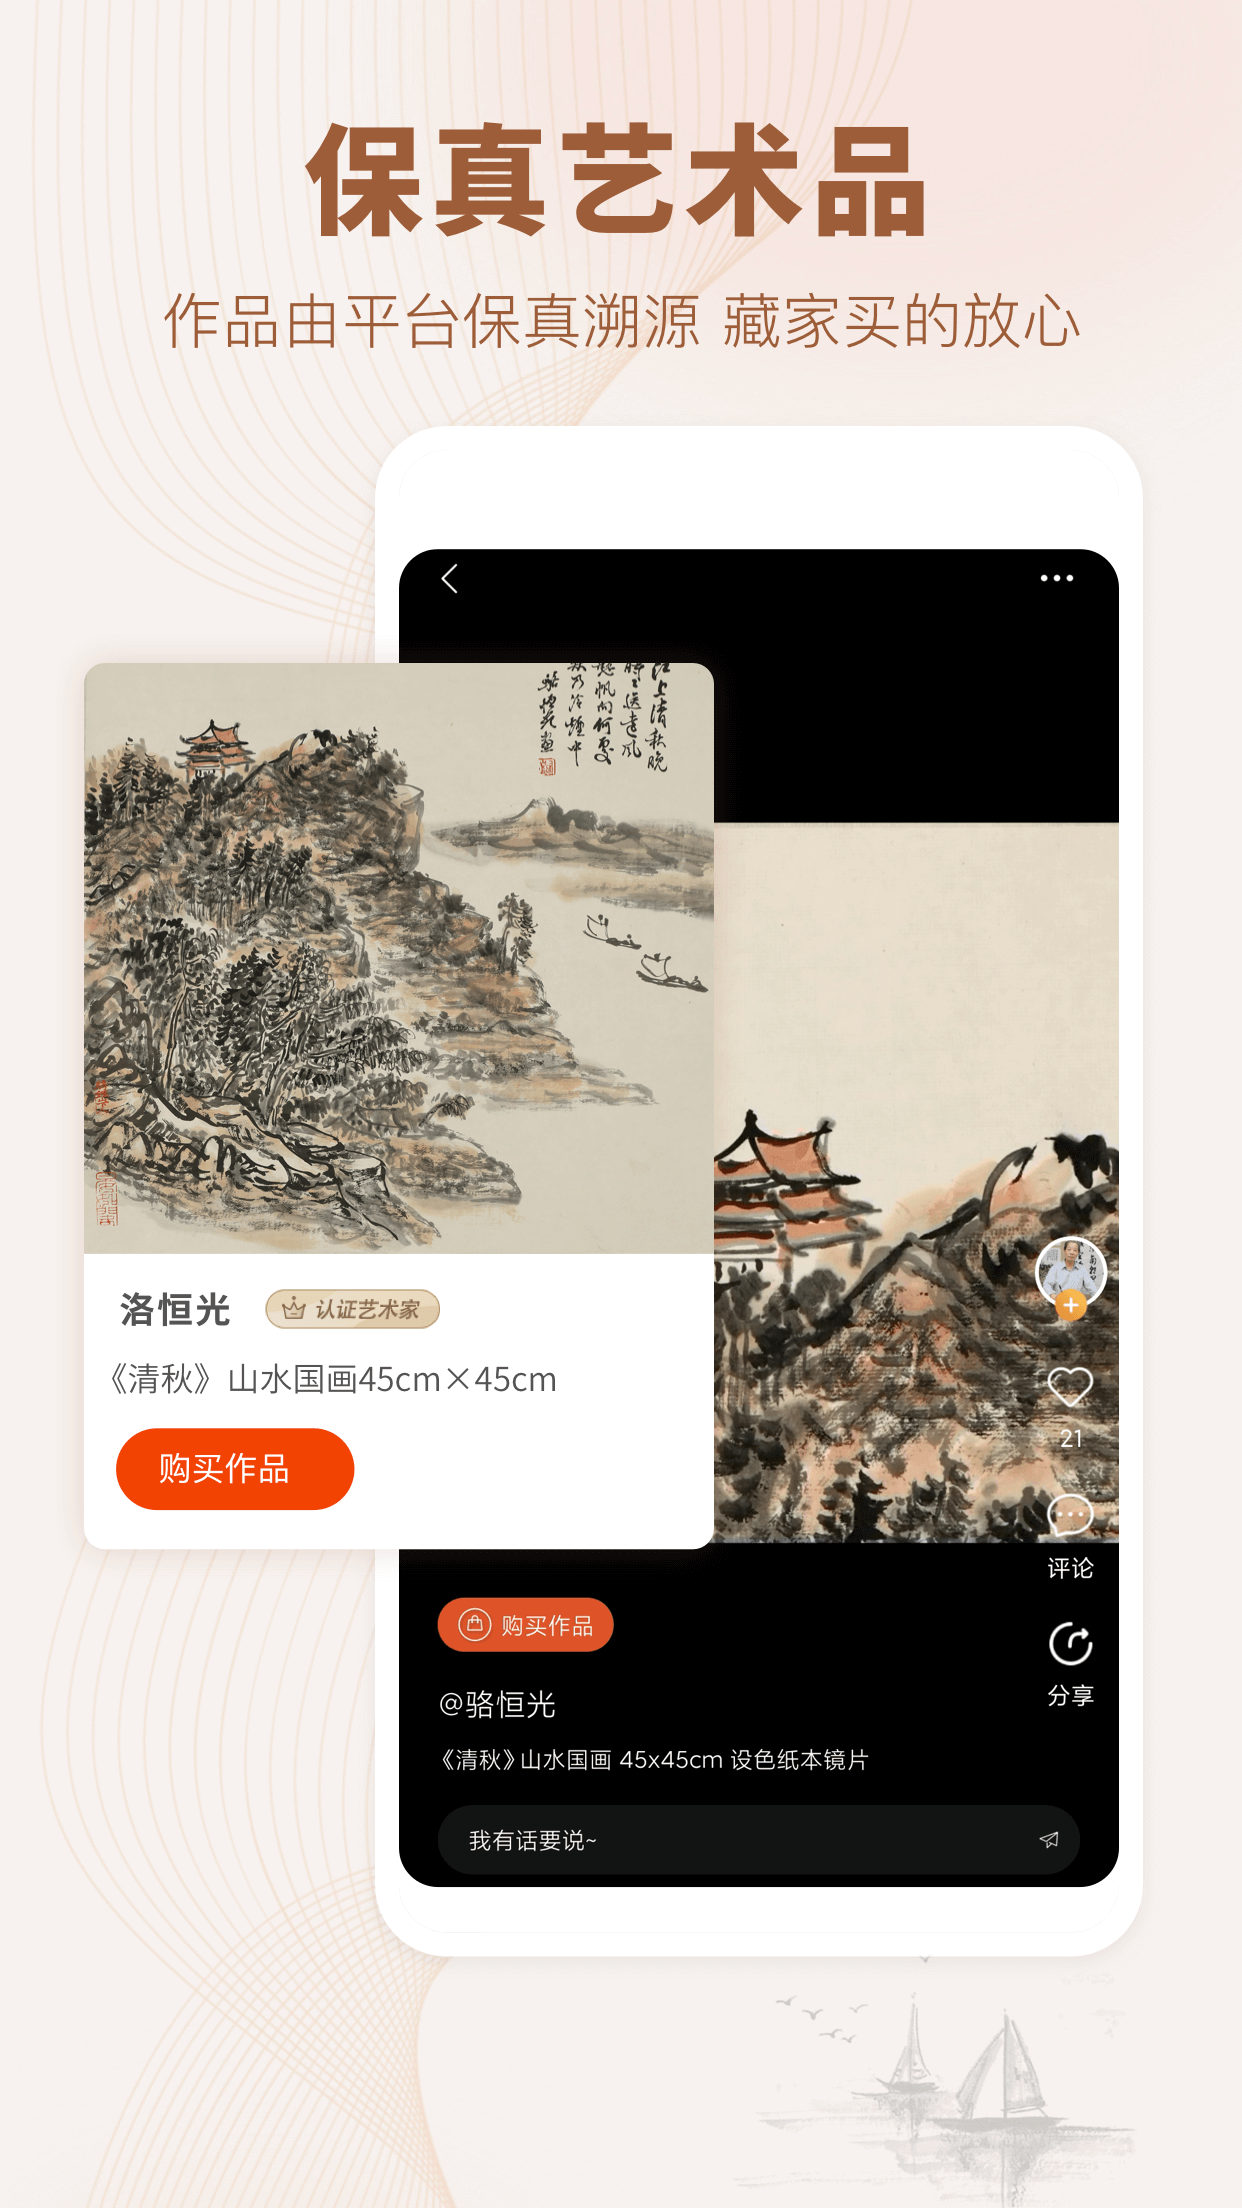 保真艺术品
作品由平台保真溯源 藏家买的放心
洛恒光
认证艺术家
《清秋》山水国画45cm×45cm
购买作品
21
评论
购买作品
分享
@骆恒光
《清秋》山水国画 45x45cm 设色纸本镜片
我有话要说~